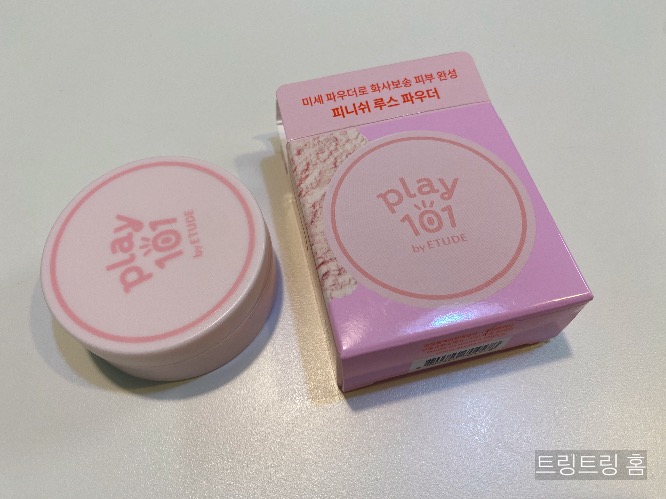 미세 파우더로 화사보송 피부 완성
피니쉬 루스 파우더
play
101
by ETUDE
play
101
by ETUDE
트링트링 홈